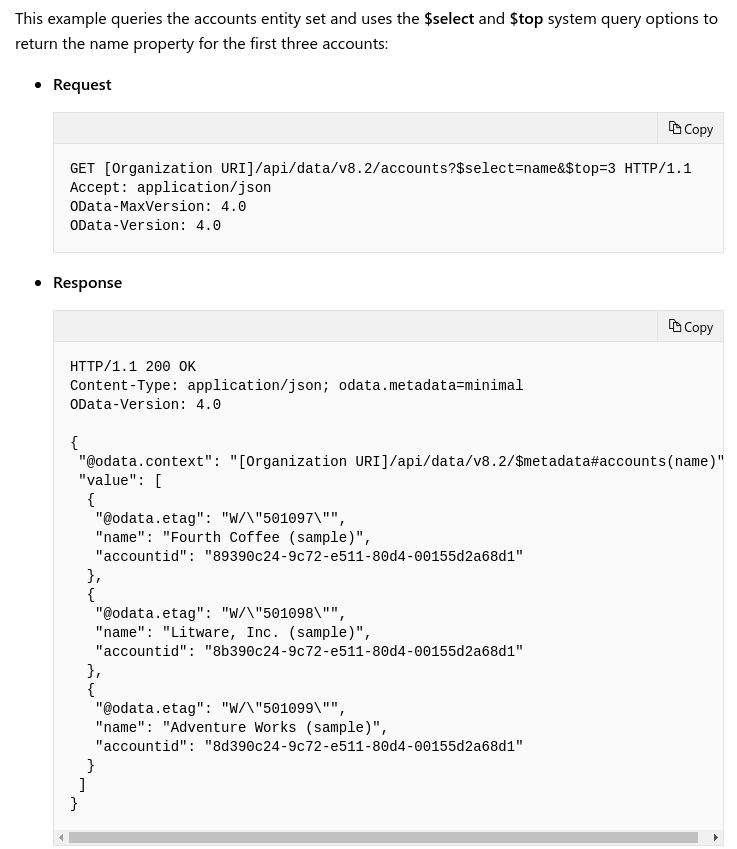 This example queries the accounts entity set and uses the $select and $top system query options to
return the name property for the first three accounts:
• Request
Copy
GET [Organization URI]/api/data/v8.2/accounts?$select=name&$top=3 HTTP/1.1
Accept: application/json
OData-MaxVersion: 4.0
OData-Version: 4.0
• Response
Copy
HTTP/1.1 200 OK
Content-Type: application/json; odata.metadata=minimal
OData-Version: 4.0
{
"@odata.context": "[Organization URI]/api/data/v8.2/$metadata#accounts(name)"
"value": [
{
"@odata.etag": "W/\"501097\"",
"name": "Fourth Coffee (sample)",
"accountid": "89390c24-9c72-e511-80d4-00155d2a68d1"
},
{
"@odata.etag": "W/\"501098\"",
"name": "Litware, Inc. (sample)",
"accountid": "8b390c24-9c72-e511-80d4-00155d2a68d1"
},
{
"@odata.etag": "W/\"501099\"",
"name": "Adventure Works (sample)",
"accountid": "8d390c24-9c72-e511-80d4-00155d2a68d1"
}
]
}